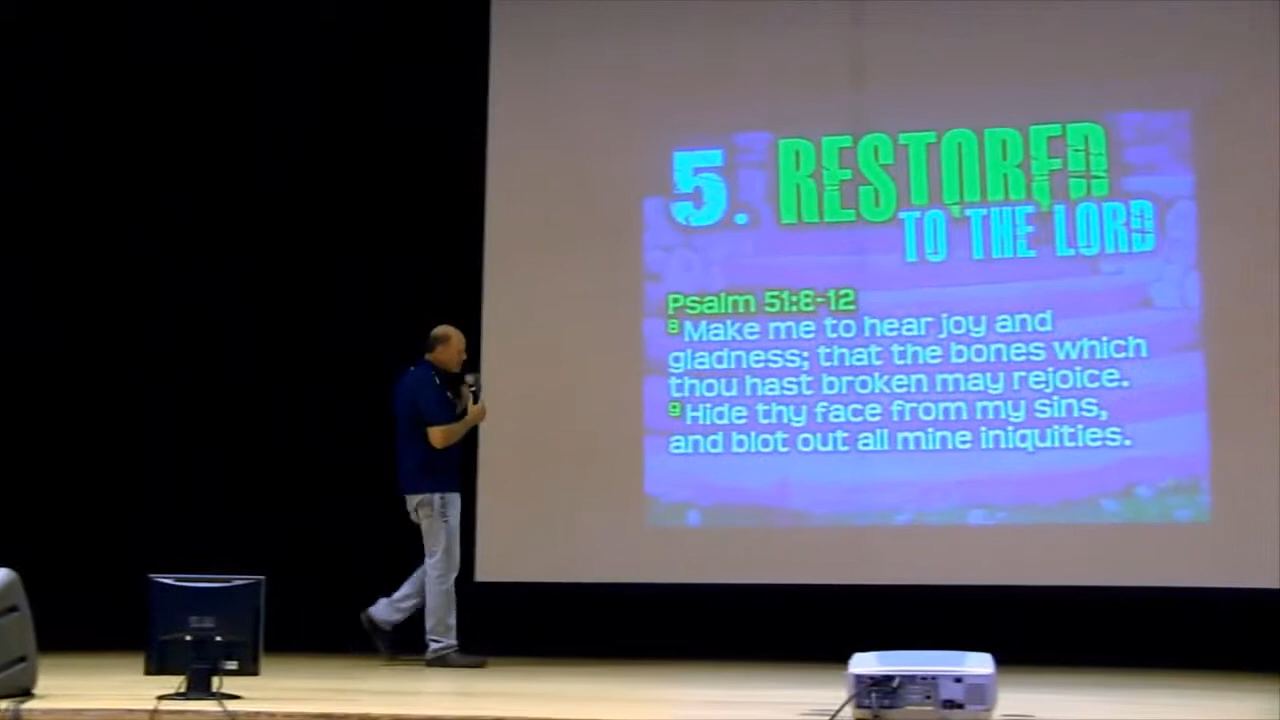 5. RESTORED
TO THE LORD
Psalm 51:8-12
8 Make me to hear joy and
gladness; that the bones which
thou hast broken may rejoice.
9 Hide thy face from my sins,
and blot out all mine iniquities.